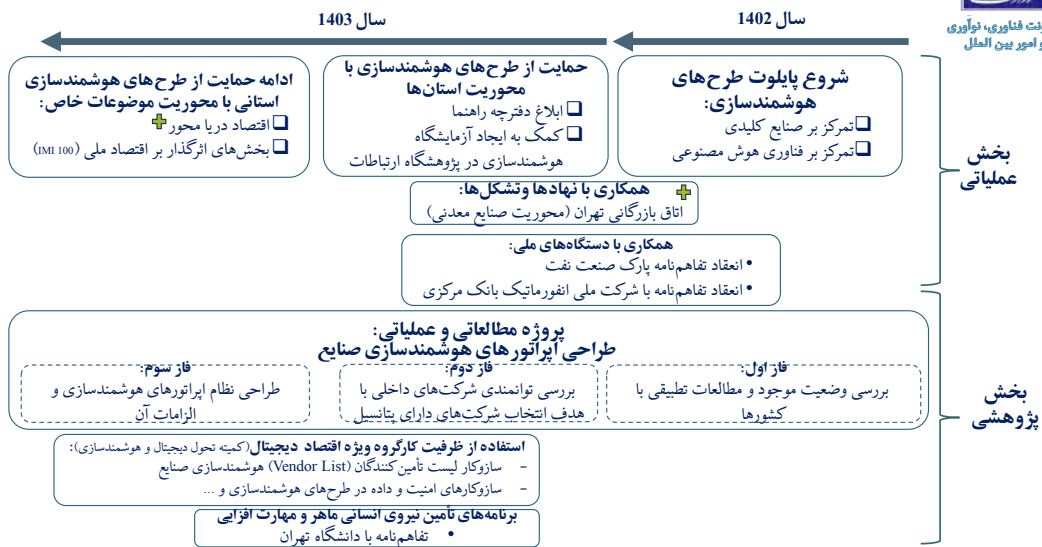 فناوری، نوآوری
و امور بین الملل
سال 1402
سال 1403
شروع پایلوت طرح‌های
هوشمندسازی:
❑ تمرکز بر صنایع کلیدی
❑ تمرکز بر فناوری هوش مصنوعی
حمایت از طرح‌های هوشمندسازی با
محوریت استان‌ها
❑ ابلاغ دفترچه راهنما
❑ کمک به ایجاد آزمایشگاه
هوشمندسازی در پژوهشگاه ارتباطات
ادامه حمایت از طرح‌های هوشمندسازی
استانی با محوریت موضوعات خاص:
❑ اقتصاد دریا محور
❑ بخش‌های اثرگذار بر اقتصاد ملی (IMI 100)
بخش
عملیاتی
همکاری با نهادها وتشکل‌ها:
اتاق بازرگانی تهران (محوریت صنایع معدنی)
همکاری با دستگاه‌های ملی:
• انعقاد تفاهم‌نامه پارک صنعت نفت
• انعقاد تفاهم‌نامه با شرکت ملی انفورماتیک بانک مرکزی
بخش
پژوهشی
پروژه مطالعاتی و عملیاتی:
طراحی اپراتورهای هوشمندسازی صنایع
فاز اول:
بررسی وضعیت موجود و مطالعات تطبیقی با
کشورها
فاز دوم:
بررسی توانمندی شرکت‌های داخلی با
هدف انتخاب شرکت‌های دارای پتانسیل
فاز سوم:
طراحی نظام اپراتورهای هوشمندسازی و
الزامات آن
استفاده از ظرفیت کارگروه ویژه اقتصاد دیجیتال(کمیته تحول دیجیتال و هوشمندسازی):
- سازوکار لیست تأمین‌کنندگان (Vendor List) هوشمندسازی صنایع
- سازوکارهای امنیت و داده در طرح‌های هوشمندسازی و ...
برنامه‌های تأمین نیروی انسانی ماهر و مهارت افزایی
• تفاهم‌نامه با دانشگاه تهران